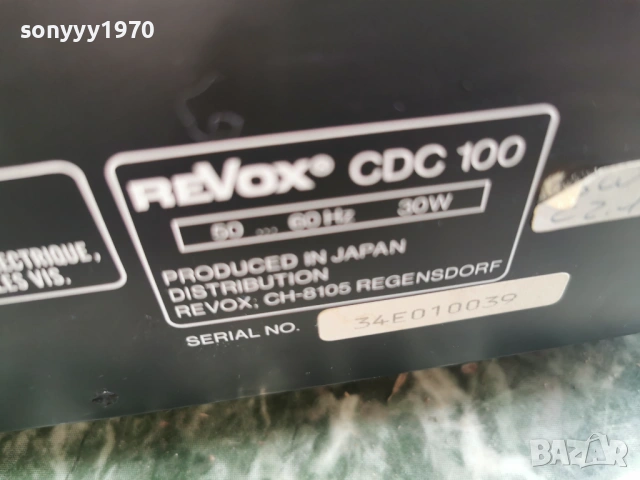 sonyyy1970
REVOX® CDC 100
50 ... 60 Hz 30W
PRODUCED IN JAPAN
DISTRIBUTION
REVOX; CH-8105 REGENSDORF
SERIAL NO. 34E010039
ECTRIQUE,
LES VIS.
BAZAR